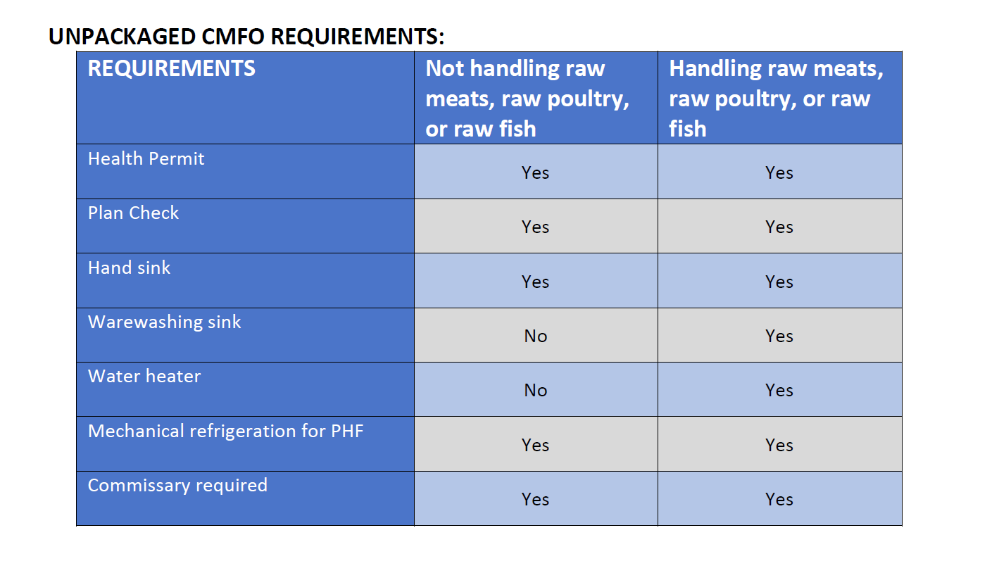 UNPACKAGED CMFO REQUIREMENTS:
REQUIREMENTS
Not handling raw
meats, raw poultry,
or raw fish
Handling raw meats,
raw poultry, or raw
fish
Health Permit
Yes
Yes
Plan Check
Yes
Yes
Hand sink
Yes
Yes
Warewashing sink
No
Yes
Water heater
No
Yes
Mechanical refrigeration for PHF
Yes
Yes
Commissary required
Yes
Yes